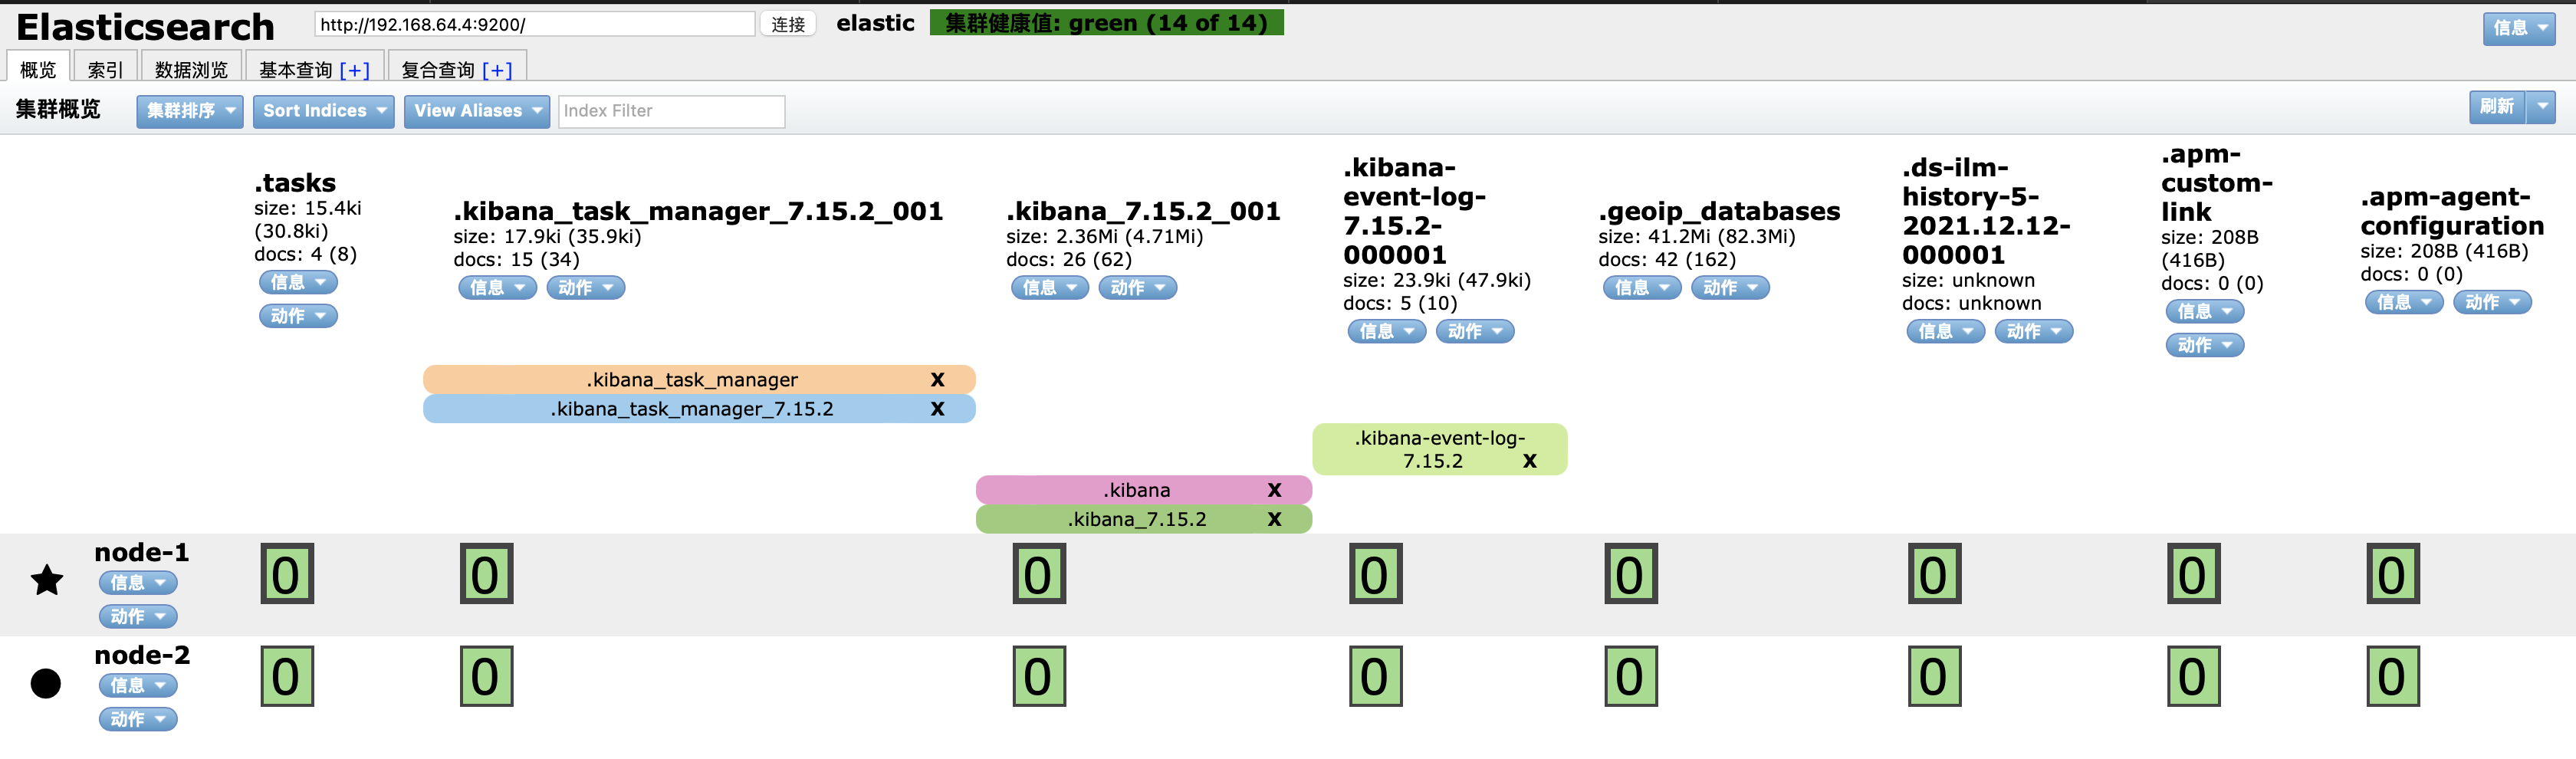 Elasticsearch
http://192.168.64.4:9200/
连接
elastic
集群健康值: green (14 of 14)
信息
概览
索引
数据浏览
基本查询 [+]
复合查询 [+]
集群概览
集群排序
Sort Indices
View Aliases
Index Filter
刷新
.tasks
size: 15.4ki
(30.8ki)
docs: 4 (8)
信息
动作
.kibana_task_manager_7.15.2_001
size: 17.9ki (35.9ki)
docs: 15 (34)
信息
动作
.kibana_7.15.2_001
size: 2.36Mi (4.71Mi)
docs: 26 (62)
信息
动作
.kibana-
event-log-
7.15.2-
000001
size: 23.9ki (47.9ki)
docs: 5 (10)
信息
动作
.geoip_databases
size: 41.2Mi (82.3Mi)
docs: 42 (162)
信息
动作
.ds-ilm-
history-5-
2021.12.12-
000001
size: unknown
docs: unknown
信息
动作
.apm-
custom-
link
size: 208B
(416B)
docs: 0 (0)
信息
动作
.apm-agent-
configuration
size: 208B (416B)
docs: 0 (0)
信息
动作
.kibana_task_manager X
.kibana_task_manager_7.15.2 X
.kibana-event-log-
7.15.2 X
.kibana X
.kibana_7.15.2 X
node-1
信息
动作
0 0 0 0 0 0 0 0
node-2
信息
动作
0 0 0 0 0 0 0 0